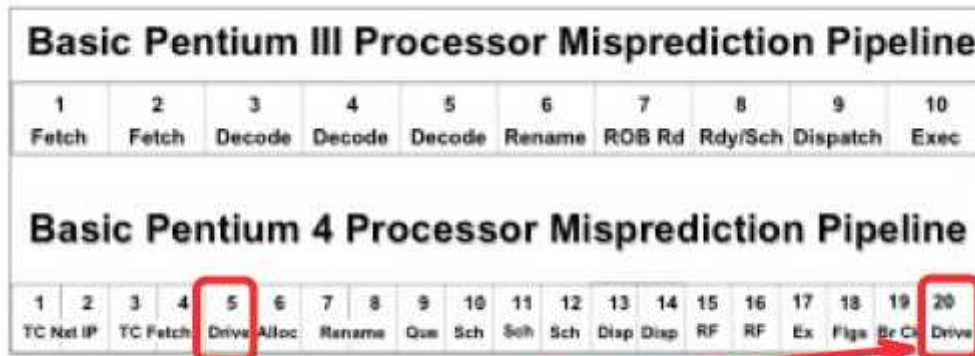 Basic Pentium III Processor Misprediction Pipeline
1 2 3 4 5 6 7 8 9 10
Fetch Fetch Decode Decode Decode Rename ROB Rd Rdy/Sch Dispatch Exec
Basic Pentium 4 Processor Misprediction Pipeline
1 2 3 4 5 6 7 8 9 10 11 12 13 14 15 16 17 18 19 20
TC Nxt IP TC Fetch Drive Alloc Rename Que Sch Sch Sch Disp Disp RF RF Ex Flgs Br Ck Drive